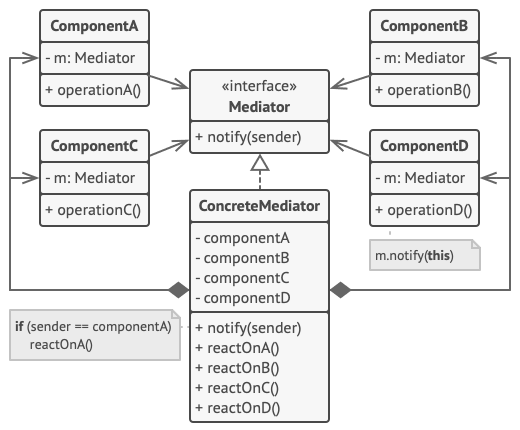 ComponentA
- m: Mediator
+ operationA()
ComponentB
- m: Mediator
+ operationB()
«interface»
Mediator
+ notify(sender)
ComponentC
- m: Mediator
+ operationC()
ComponentD
- m: Mediator
+ operationD()
m.notify(this)
ConcreteMediator
- componentA
- componentB
- componentC
- componentD
+ notify(sender)
+ reactOnA()
+ reactOnB()
+ reactOnC()
+ reactOnD()
if (sender == componentA)
reactOnA()